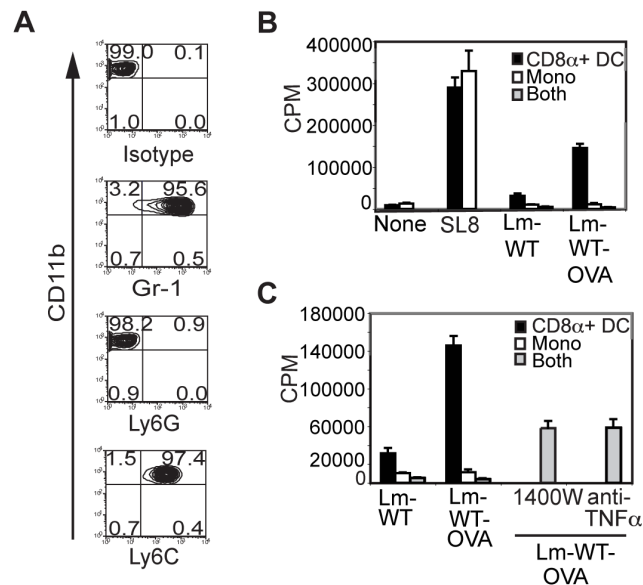 A
CD11b
99.0 0.1
1.0 0.0
Isotype
3.2 95.6
0.7 0.5
Gr-1
98.2 0.9
0.9 0.0
Ly6G
1.5 97.4
0.7 0.4
Ly6C
B
CPM
400000
300000
200000
100000
0
CD8α+ DC
Mono
Both
None
SL8
Lm-
WT
Lm-
WT-
OVA
C
CPM
180000
140000
100000
60000
20000
0
CD8α+ DC
Mono
Both
Lm-
WT
Lm-
WT-
OVA
1400W
anti-
TNFα
Lm-WT-
OVA